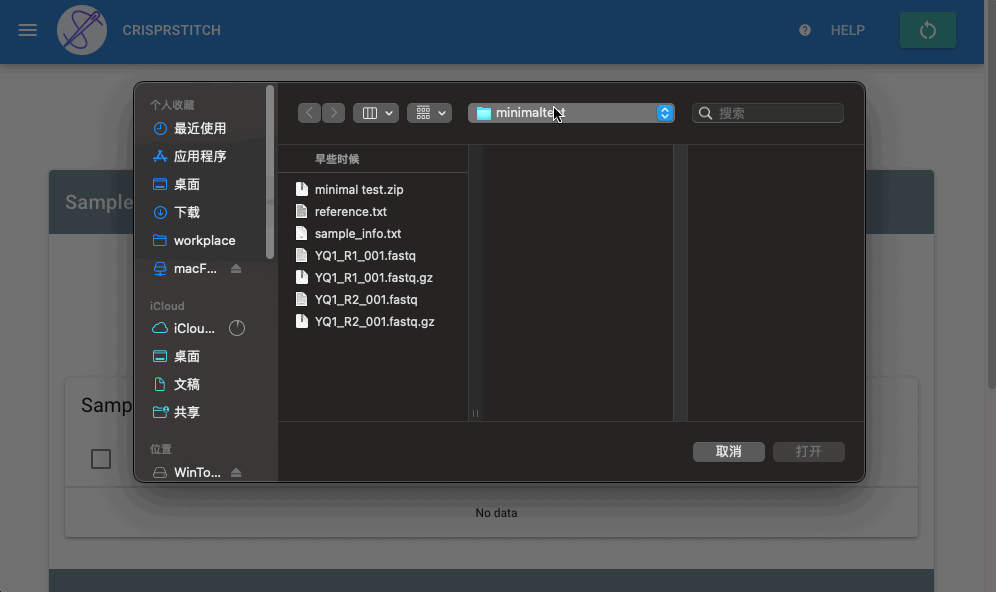 CRISPRSTITCH
HELP
个人收藏
最近使用
应用程序
桌面
下载
workplace
macF...
iCloud
iClou...
桌面
文稿
共享
位置
WinTo...
minimaltest
搜索
早些时候
minimal test.zip
reference.txt
sample_info.txt
YQ1_R1_001.fastq
YQ1_R1_001.fastq.gz
YQ1_R2_001.fastq
YQ1_R2_001.fastq.gz
取消
打开
Sample
Samp
No data